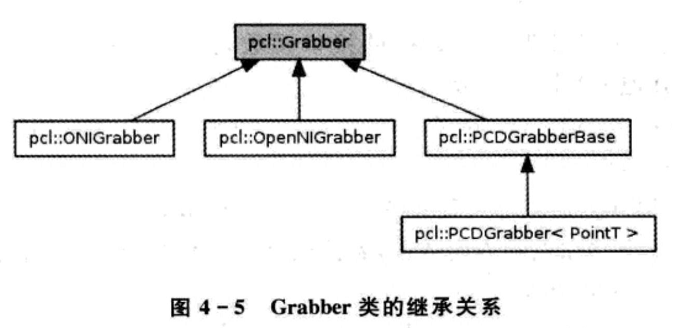 pcl::Grabber
pcl::ONIGrabber
pcl::OpenNIGrabber
pcl::PCDGrabberBase
pcl::PCDGrabber< PointT >
图 4-5 Grabber 类的继承关系